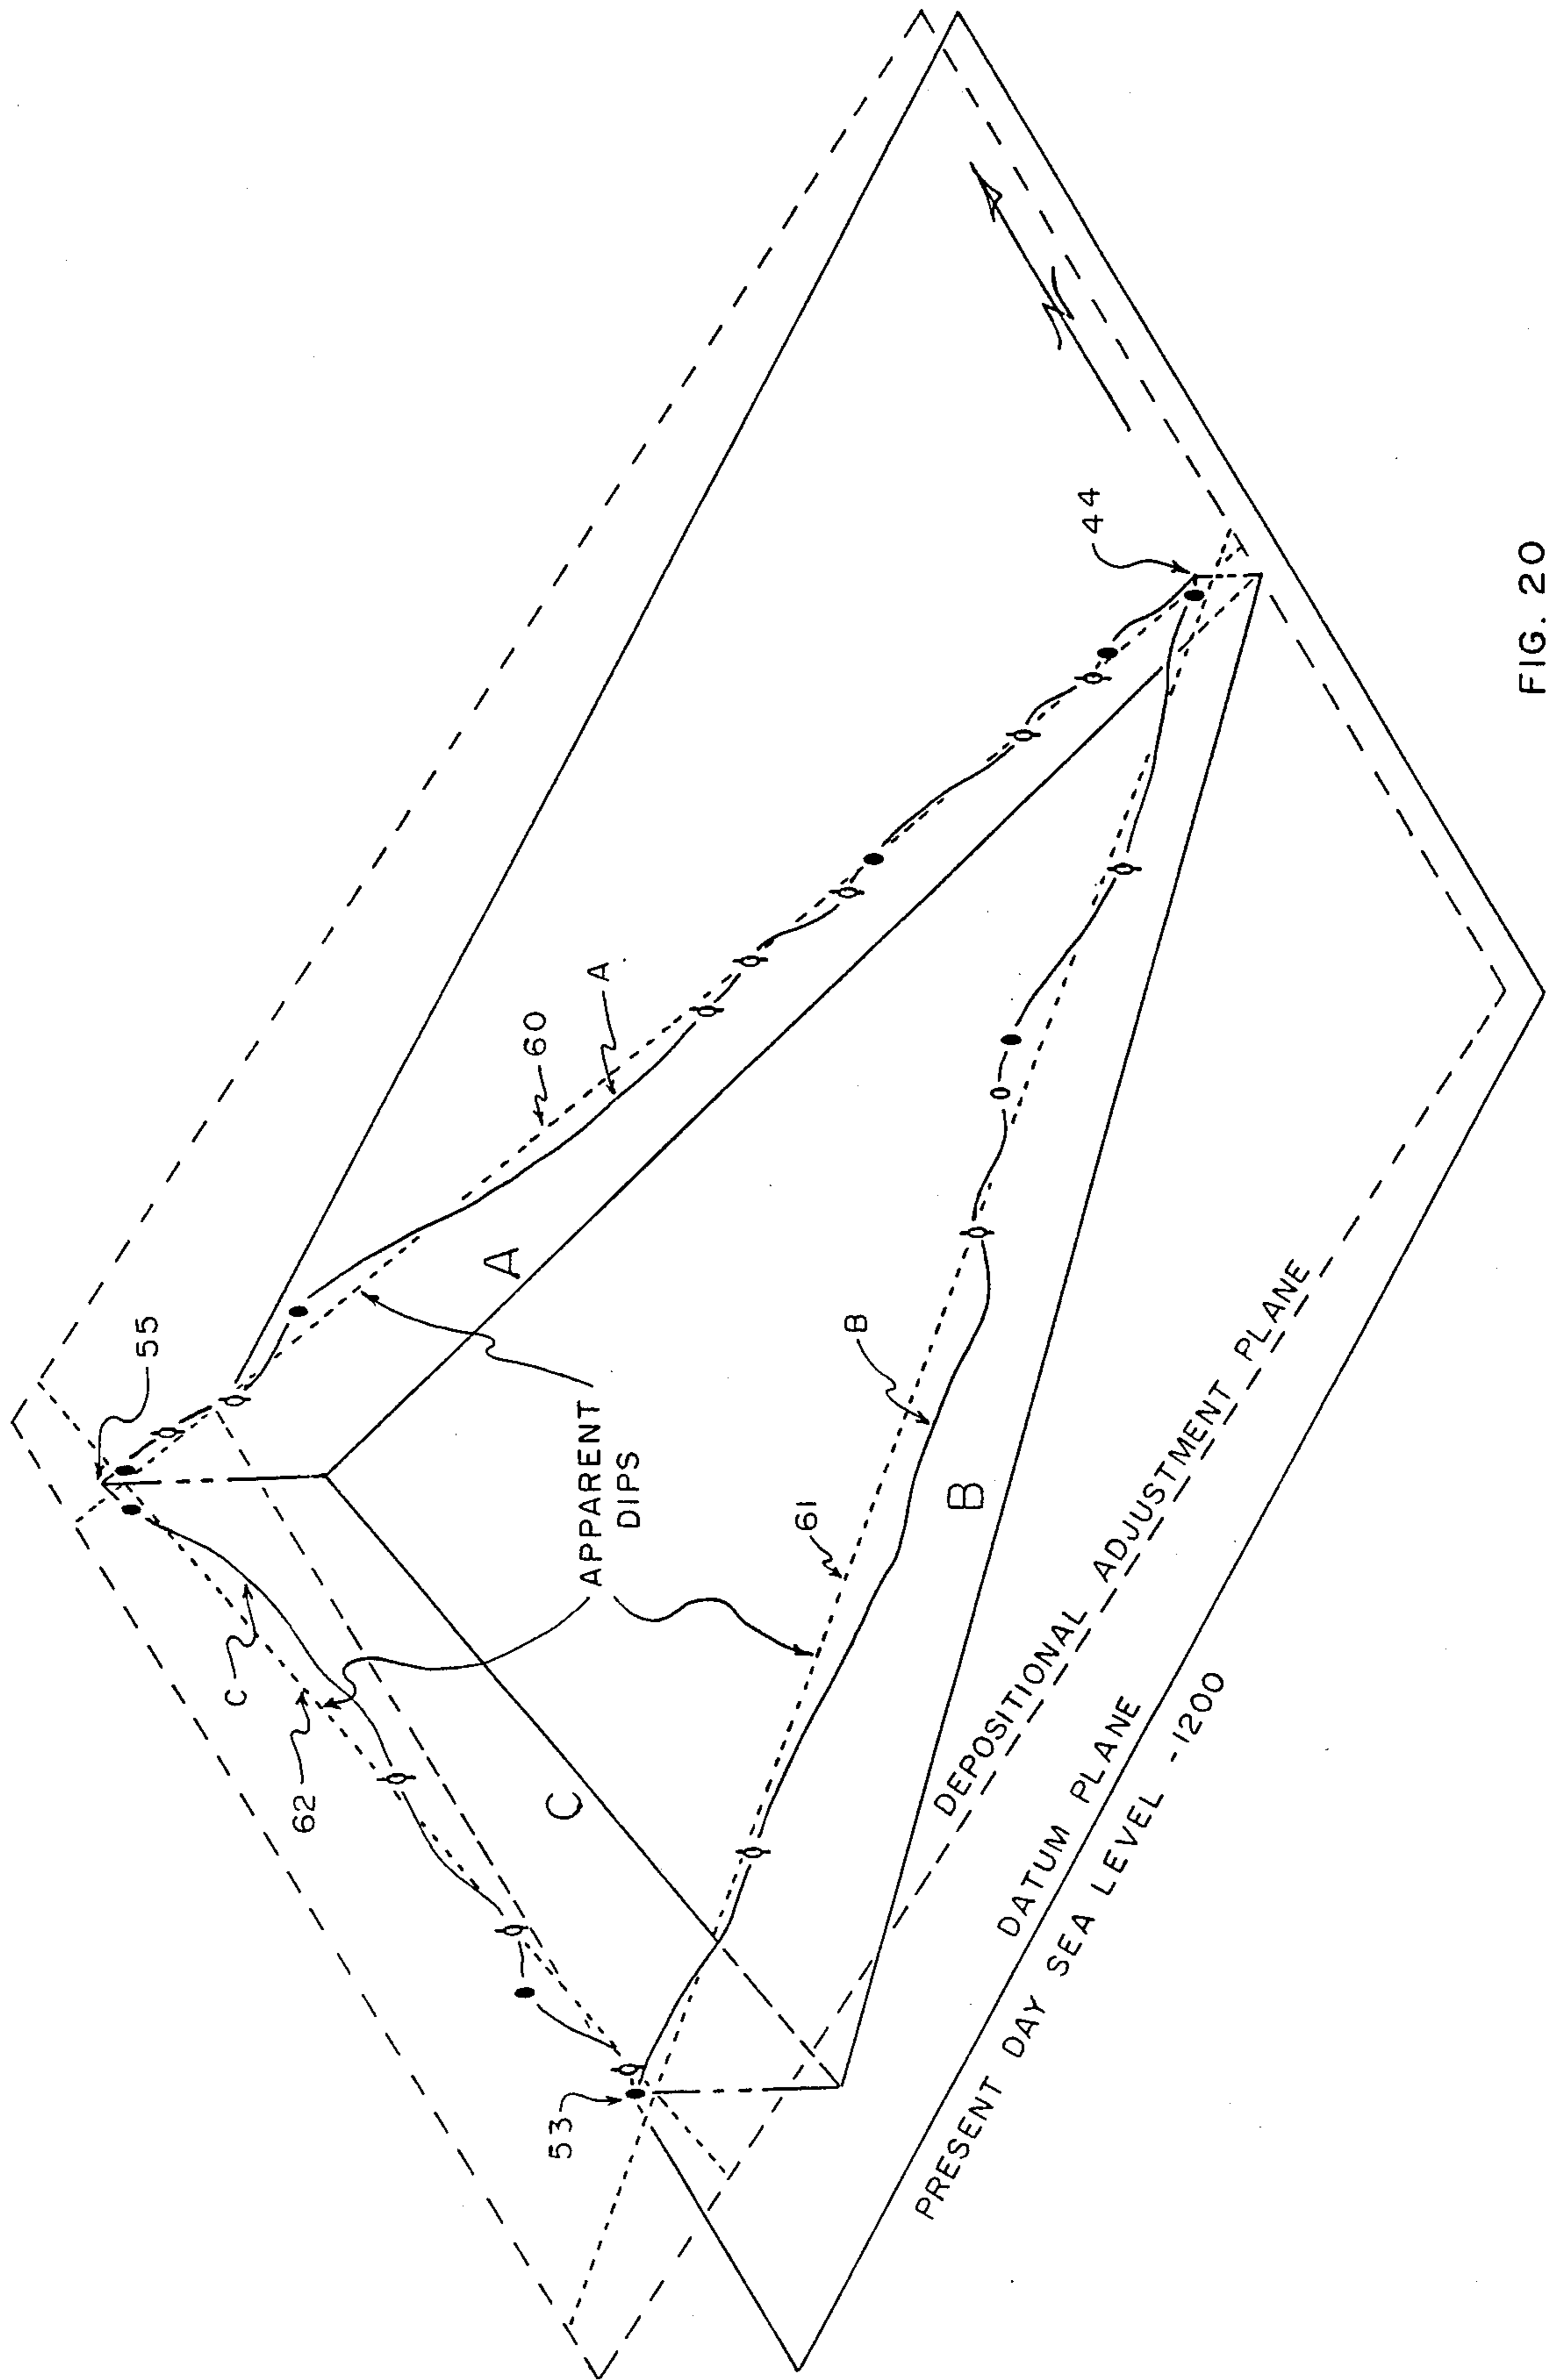 55
60
A
44
N
A
C
62
APPARENT
DIPS
C
B
61
B
53
DEPOSITIONAL ADJUSTMENT PLANE
DATUM PLANE
PRESENT DAY SEA LEVEL -1200
FIG. 20